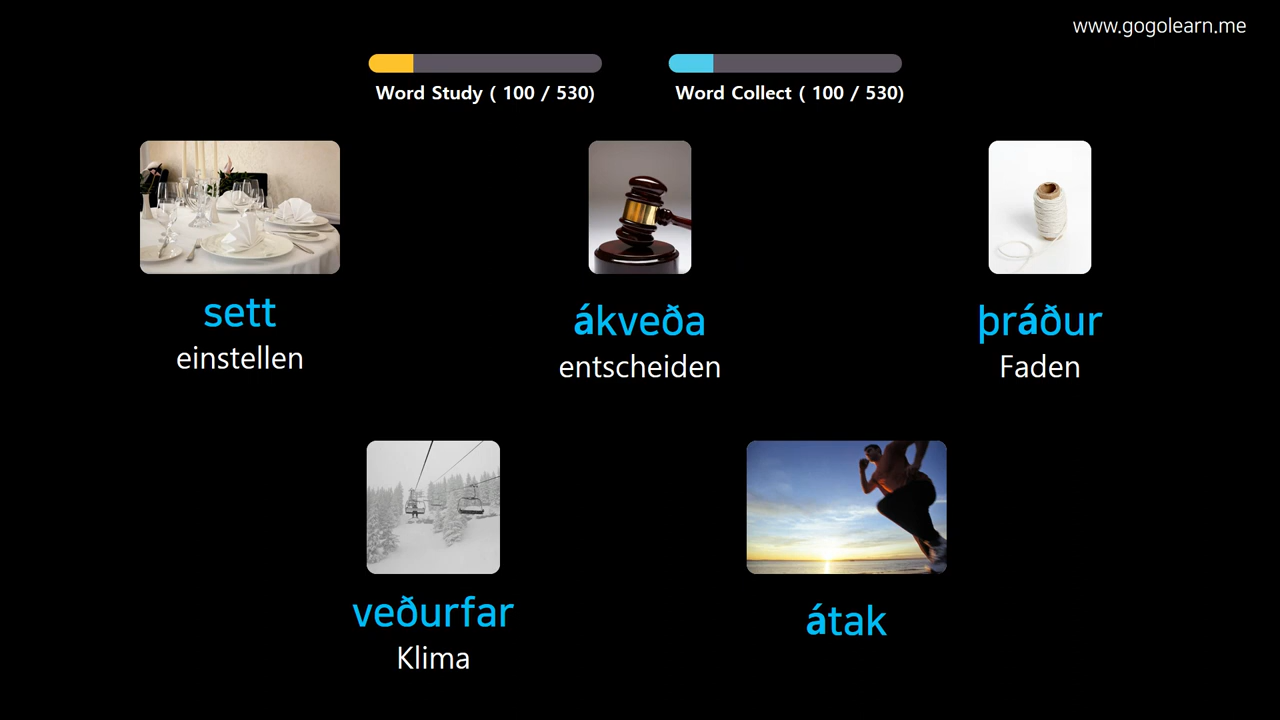 www.gogolearn.me
Word Study ( 100 / 530)
Word Collect ( 100 / 530)
sett
einstellen
ákveða
entscheiden
þráður
Faden
veðurfar
Klima
átak